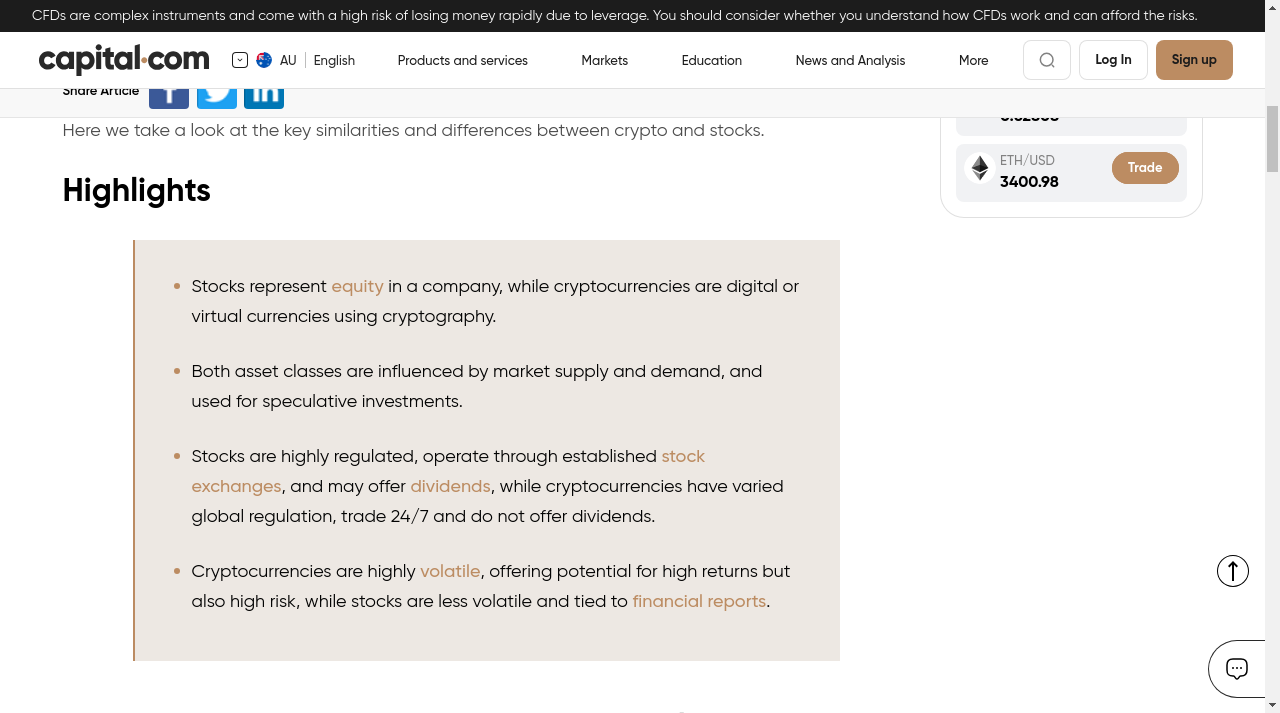 CFDs are complex instruments and come with a high risk of losing money rapidly due to leverage. You should consider whether you understand how CFDs work and can afford the risks.
capital.com AU English Products and services Markets Education News and Analysis More Log In Sign up
Share Article
Here we take a look at the key similarities and differences between crypto and stocks.
ETH/USD
3400.98
Trade
Highlights
Stocks represent equity in a company, while cryptocurrencies are digital or
virtual currencies using cryptography.
Both asset classes are influenced by market supply and demand, and
used for speculative investments.
Stocks are highly regulated, operate through established stock
exchanges, and may offer dividends, while cryptocurrencies have varied
global regulation, trade 24/7 and do not offer dividends.
Cryptocurrencies are highly volatile, offering potential for high returns but
also high risk, while stocks are less volatile and tied to financial reports.